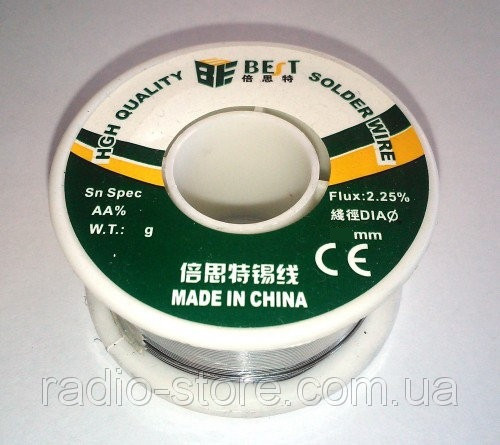 BEST
倍思特
HGH QUALITY
SOLDER WIRE
Sn Spec
AA%
W.T.: g
Flux:2.25%
綫徑DIAØ
mm
CE
倍思特锡线
MADE IN CHINA
radio-store.com.ua